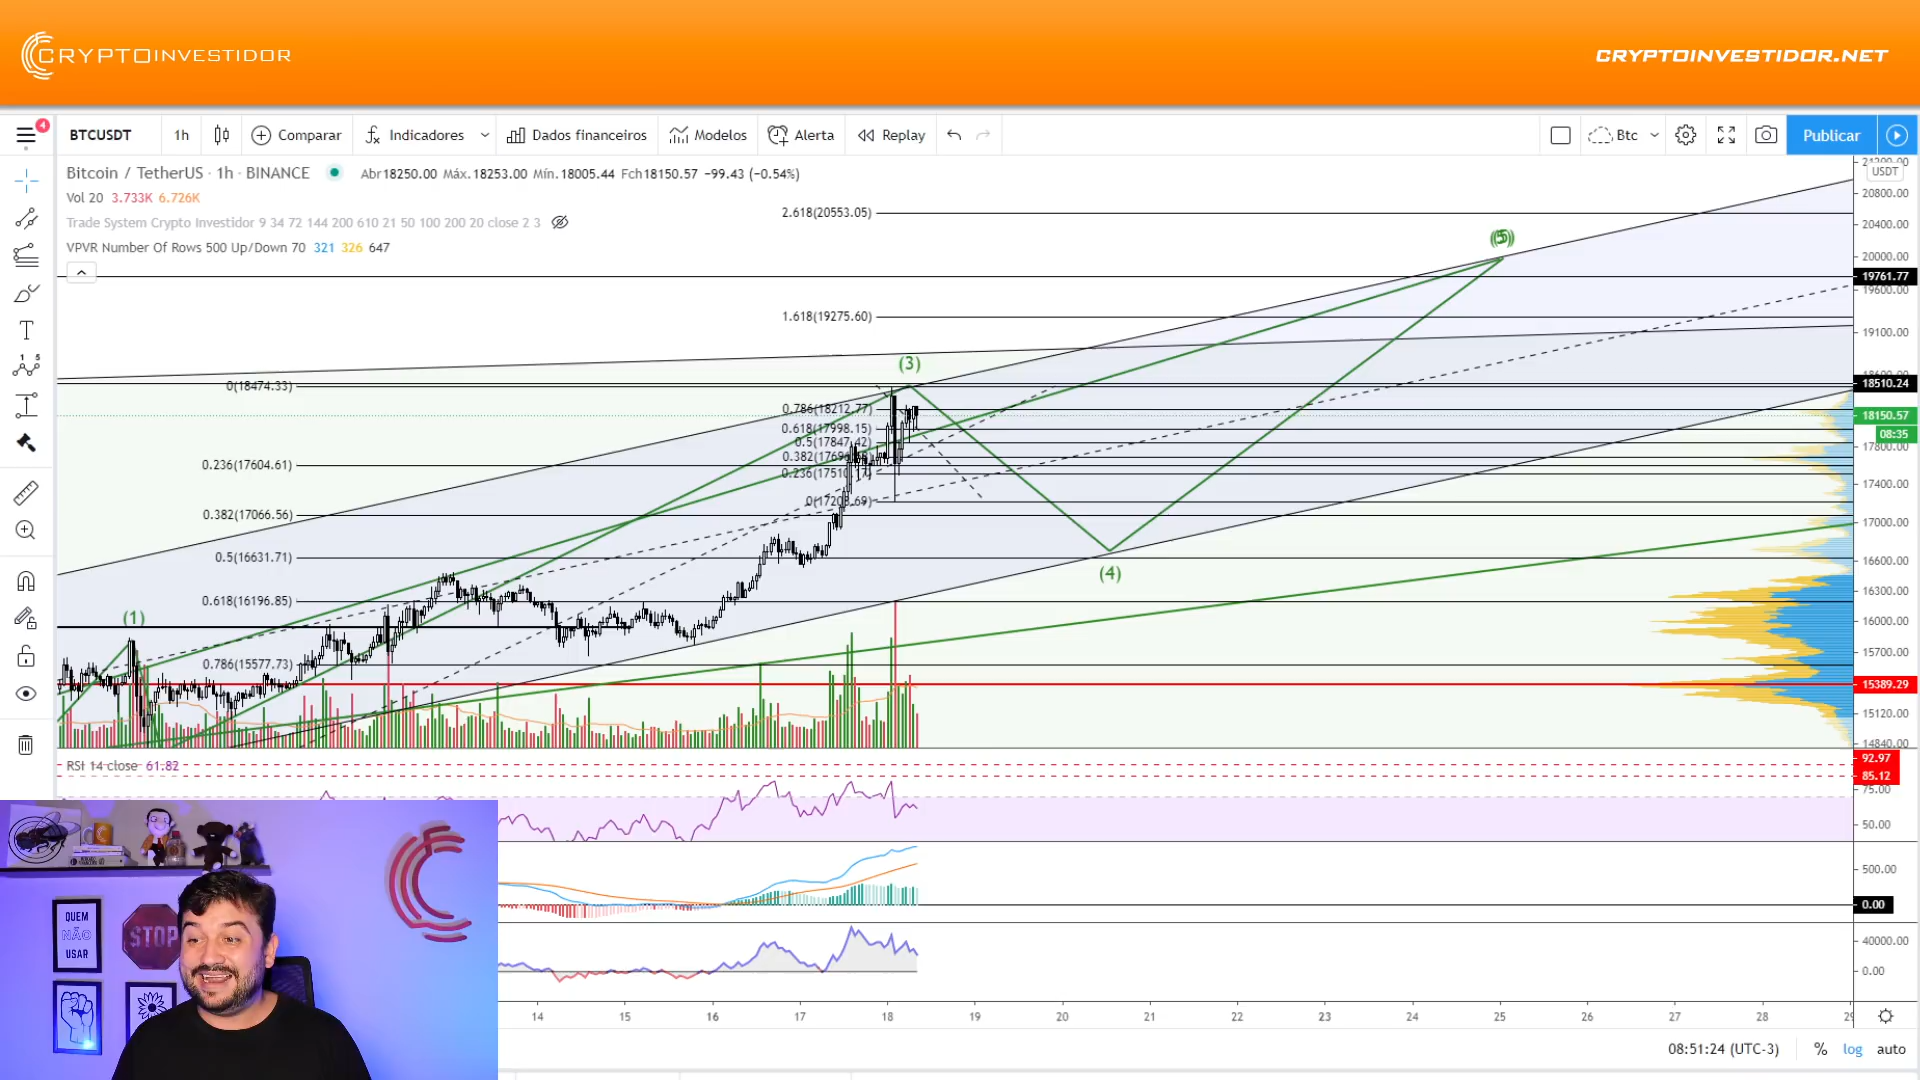 CRYPTOINVESTIDOR
CRYPTOINVESTIDOR.NET
4
BTCUSDT 1h Comparar Indicadores Dados financeiros Modelos Alerta Replay Btc Publicar
Bitcoin / TetherUS · 1h · BINANCE Abr18250.00 Máx.18253.00 Mín.18005.44 Fch18150.57 −99.43 (−0.54%)
Vol 20 3.733K 6.726K
Trade System Crypto Investidor 9 34 72 144 200 610 21 50 100 200 20 close 2 3
VPVR Number Of Rows 500 Up/Down 70 321 326 647
21200.00
USDT
20800.00
2.618(20553.05)
20400.00
(5)
20000.00
19761.77
19600.00
1.618(19275.60)
19100.00
(3)
0(18474.33)
18510.24
0.786(18212.77)
18150.57
08:35
0.618(17998.15)
0.5(17847.42)
17800.00
0.236(17604.61)
17400.00
0.382(17066.56)
17000.00
0.5(16631.71)
16600.00
(4)
16300.00
0.618(16196.85)
(1)
16000.00
15700.00
0.786(15577.73)
15389.29
15120.00
14840.00
RSI 14 close 61.82
92.97
85.12
75.00
50.00
500.00
0.00
40000.00
0.00
QUEM
NÃO
USAR
STOP
14 15 16 17 18 19 20 21 22 23 24 25 26 27 28 29
08:51:24 (UTC-3) % log auto